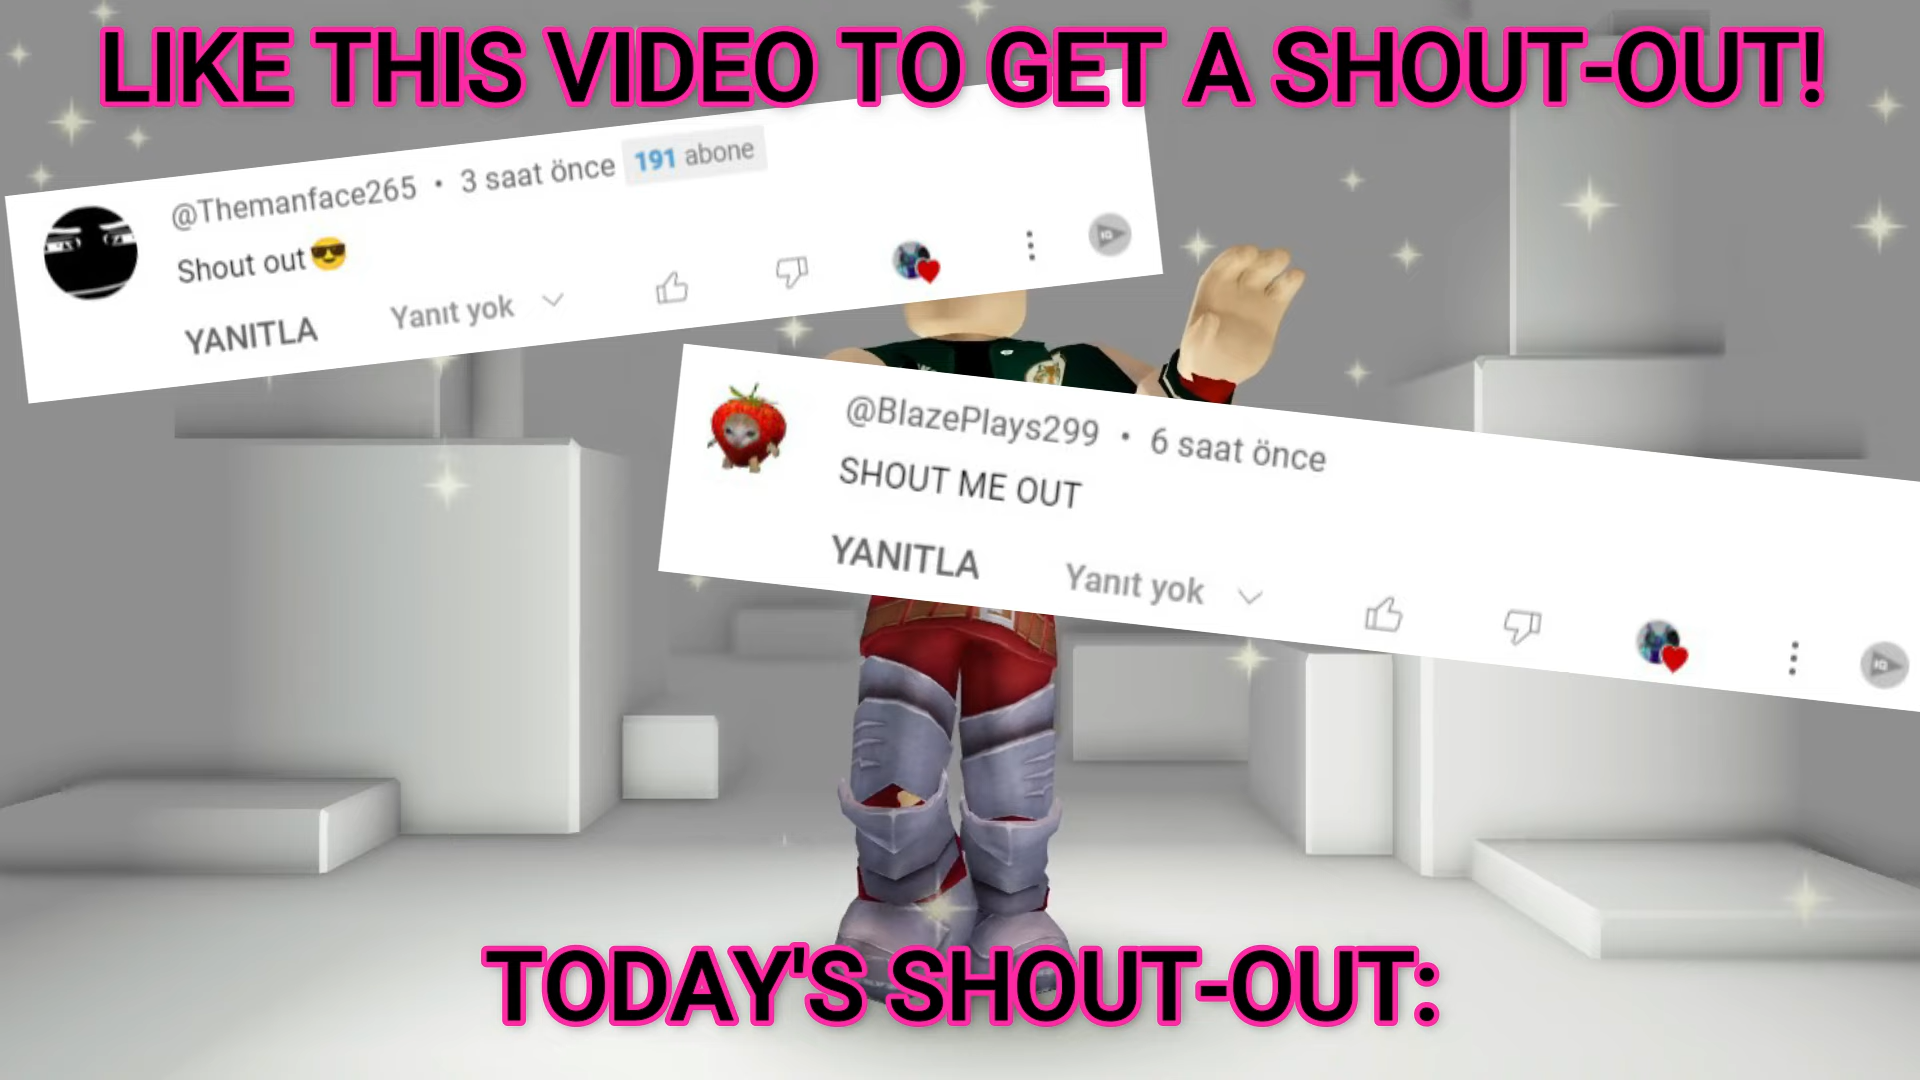 LIKE THIS VIDEO TO GET A SHOUT-OUT!
@Themanface265 • 3 saat önce 191 abone
Shout out😎
YANITLA Yanıt yok
@BlazePlays299 • 6 saat önce
SHOUT ME OUT
YANITLA Yanıt yok
TODAY'S SHOUT-OUT: